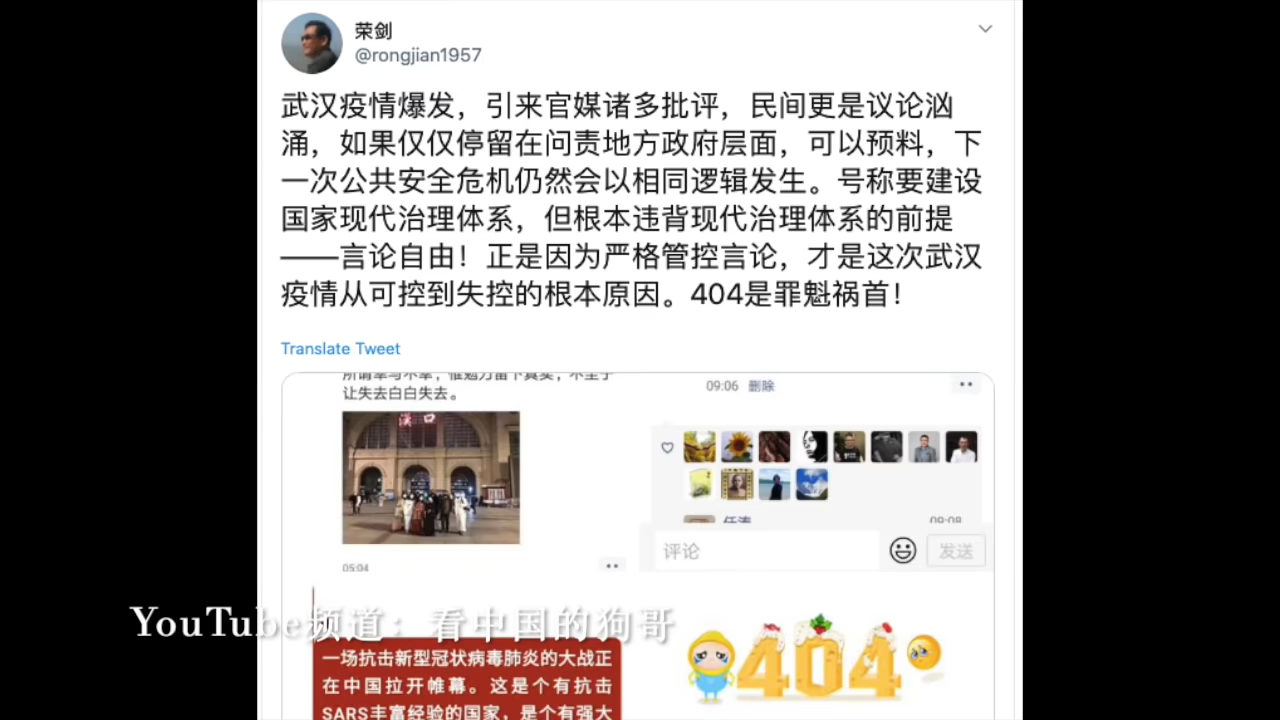 荣剑
@rongjian1957
武汉疫情爆发，引来官媒诸多批评，民间更是议论汹
涌，如果仅仅停留在问责地方政府层面，可以预料，下
一次公共安全危机仍然会以相同逻辑发生。号称要建设
国家现代治理体系，但根本违背现代治理体系的前提
——言论自由！正是因为严格管控言论，才是这次武汉
疫情从可控到失控的根本原因。404是罪魁祸首！
Translate Tweet
让失去白白失去。
汉口
05:04
09:06 删除
任涛
09:08
评论
发送
YouTube频道：看中国的狗哥
一场抗击新型冠状病毒肺炎的大战正
在中国拉开帷幕。这是个有抗击
SARS丰富经验的国家，是个有强大
404